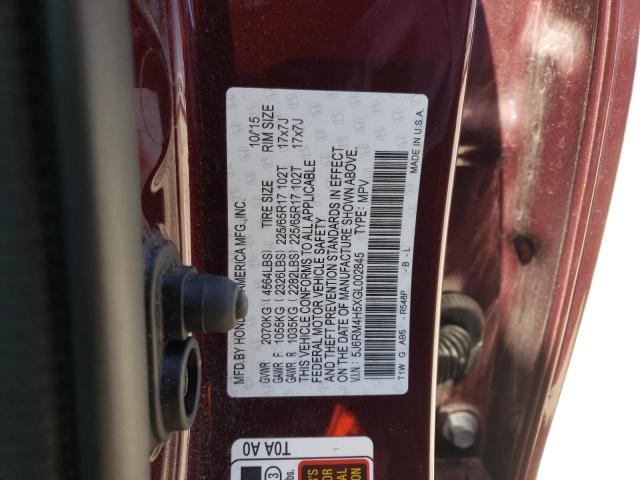 MFD.BY HONDA OF AMERICA MFG.,INC. 10/15
GVWR 2070KG (4564LBS) TIRE SIZE RIM SIZE
GAWR F 1055KG (2326LBS) 225/65R17 102T 17x7J
GAWR R 1035KG (2282LBS) 225/65R17 102T 17x7J
THIS VEHICLE CONFORMS TO ALL APPLICABLE
FEDERAL MOTOR VEHICLE SAFETY
AND THEFT PREVENTION STANDARDS IN EFFECT
ON THE DATE OF MANUFACTURE SHOWN ABOVE.
V.I.N.: 5J6RM4H5XGL002845 TYPE: MPV
T1W G AB6 - R548P - B - L MADE IN U.S.A.
T0A A0